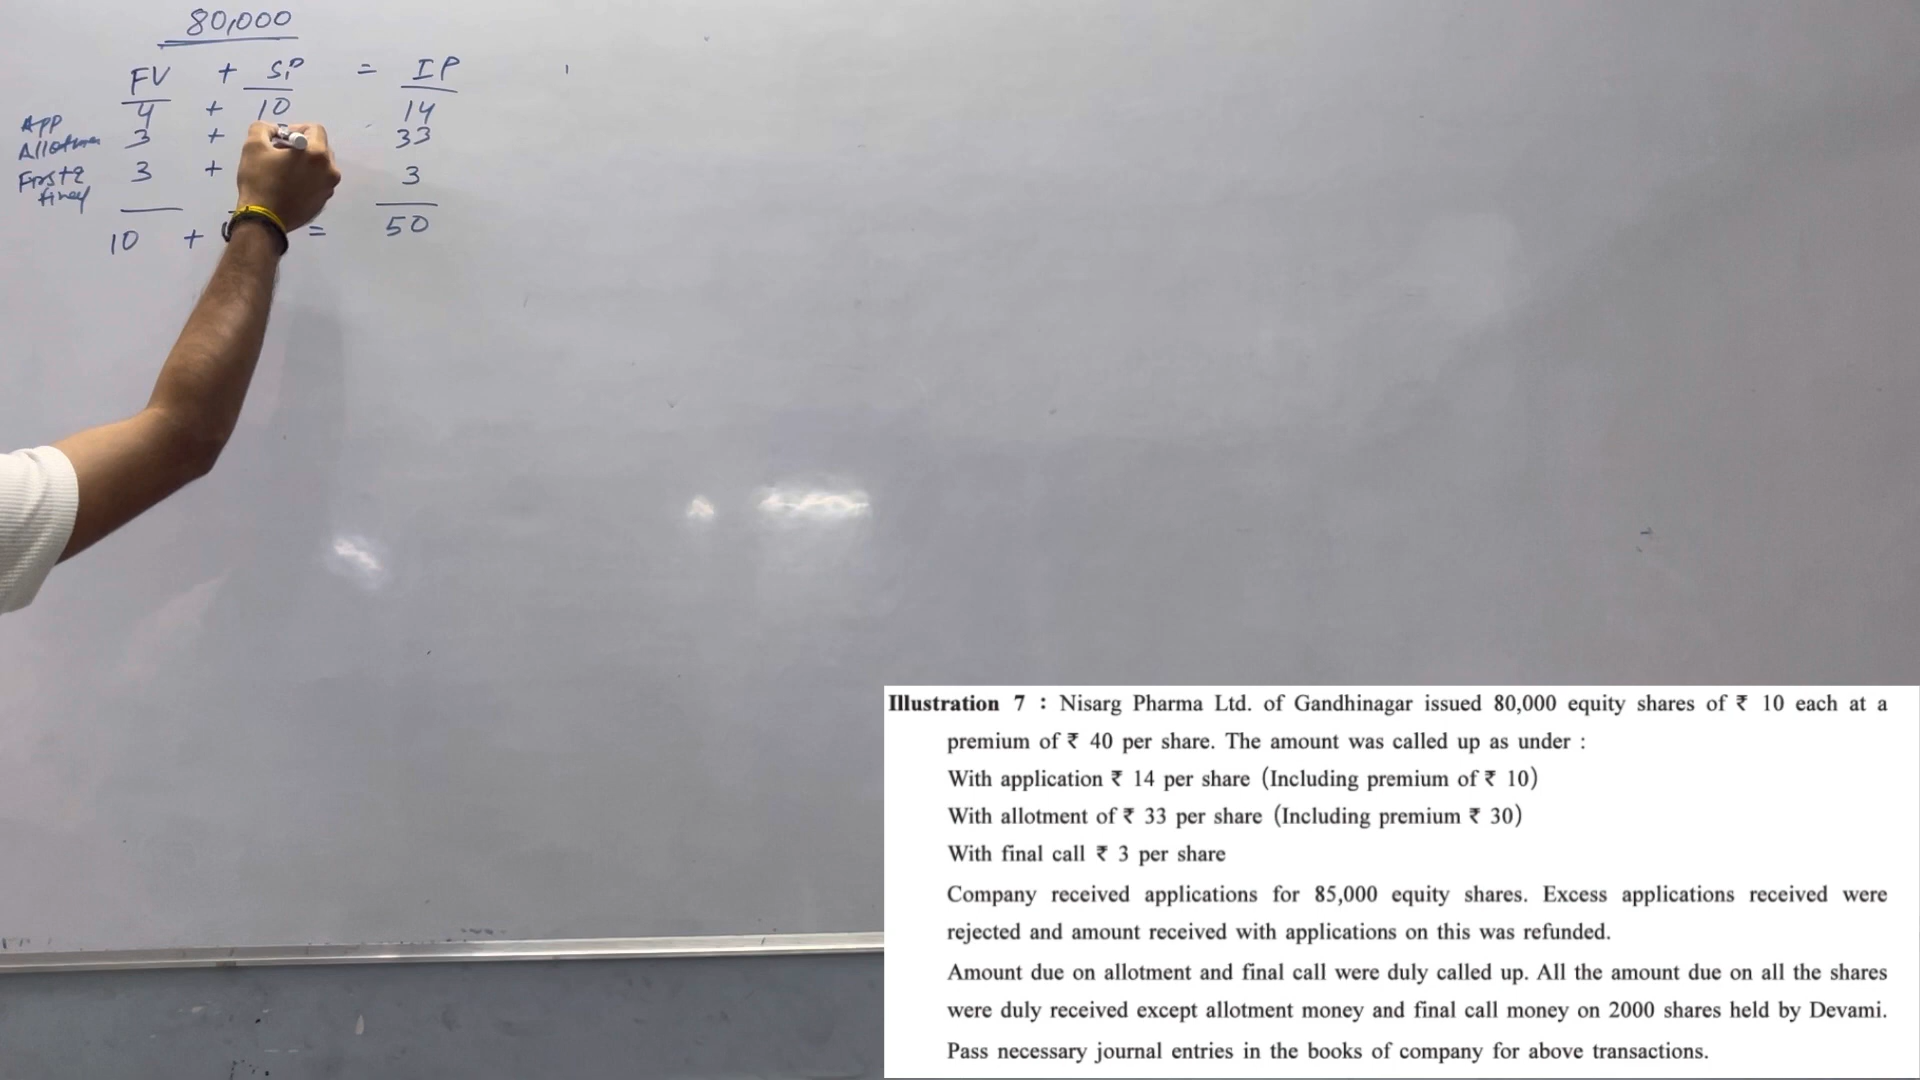 80,000
FV + SP = IP
App 4 + 10 14
3 + 33
3 + 3
10 + = 50
Illustration 7 : Nisarg Pharma Ltd. of Gandhinagar issued 80,000 equity shares of ₹ 10 each at a
premium of ₹ 40 per share. The amount was called up as under :
With application ₹ 14 per share (Including premium of ₹ 10)
With allotment of ₹ 33 per share (Including premium ₹ 30)
With final call ₹ 3 per share
Company received applications for 85,000 equity shares. Excess applications received were
rejected and amount received with applications on this was refunded.
Amount due on allotment and final call were duly called up. All the amount due on all the shares
were duly received except allotment money and final call money on 2000 shares held by Devami.
Pass necessary journal entries in the books of company for above transactions.